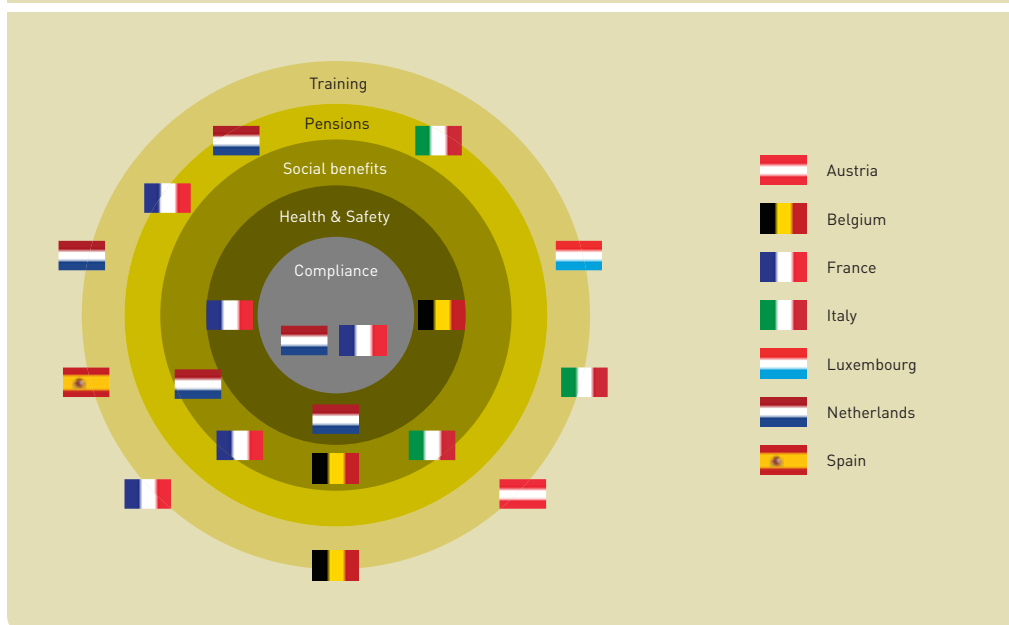 Training
Pensions
Social benefits
Health & Safety
Compliance
Austria
Belgium
France
Italy
Luxembourg
Netherlands
Spain